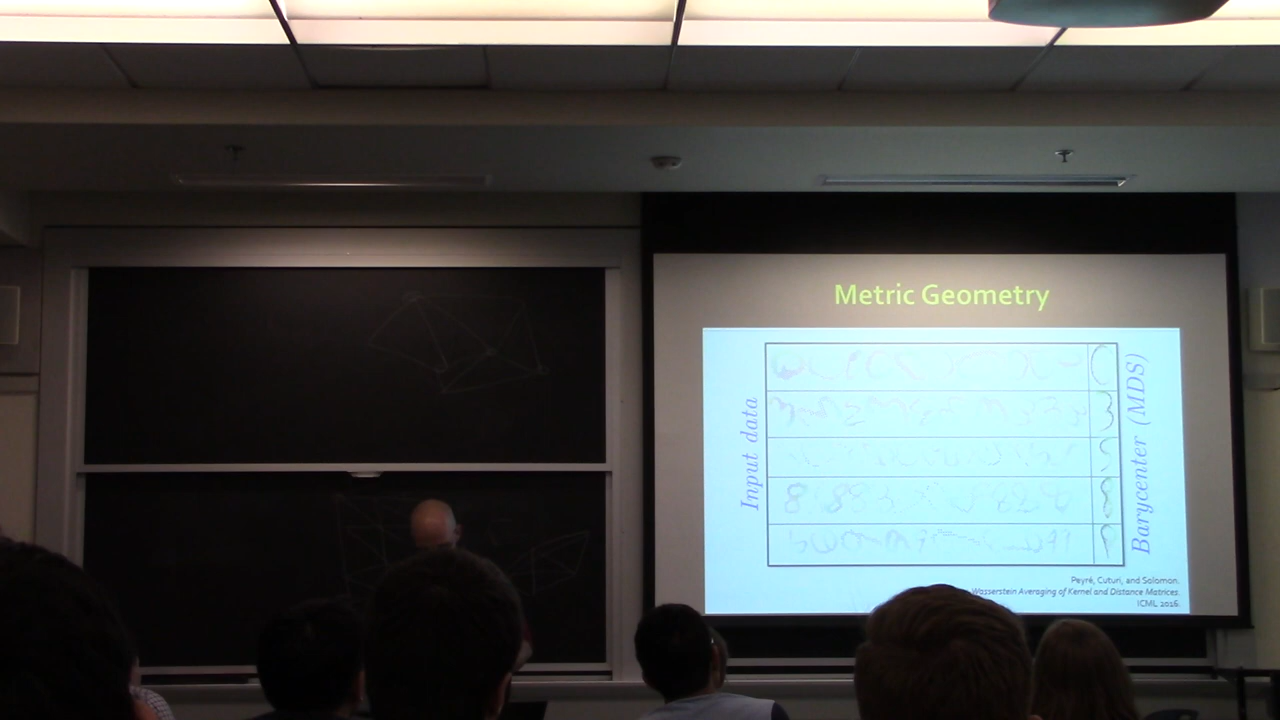 Metric Geometry
Input data
Barycenter (MDS)
Peyré, Cuturi, and Solomon.
Wasserstein Averaging of Kernel and Distance Matrices.
ICML 2016.